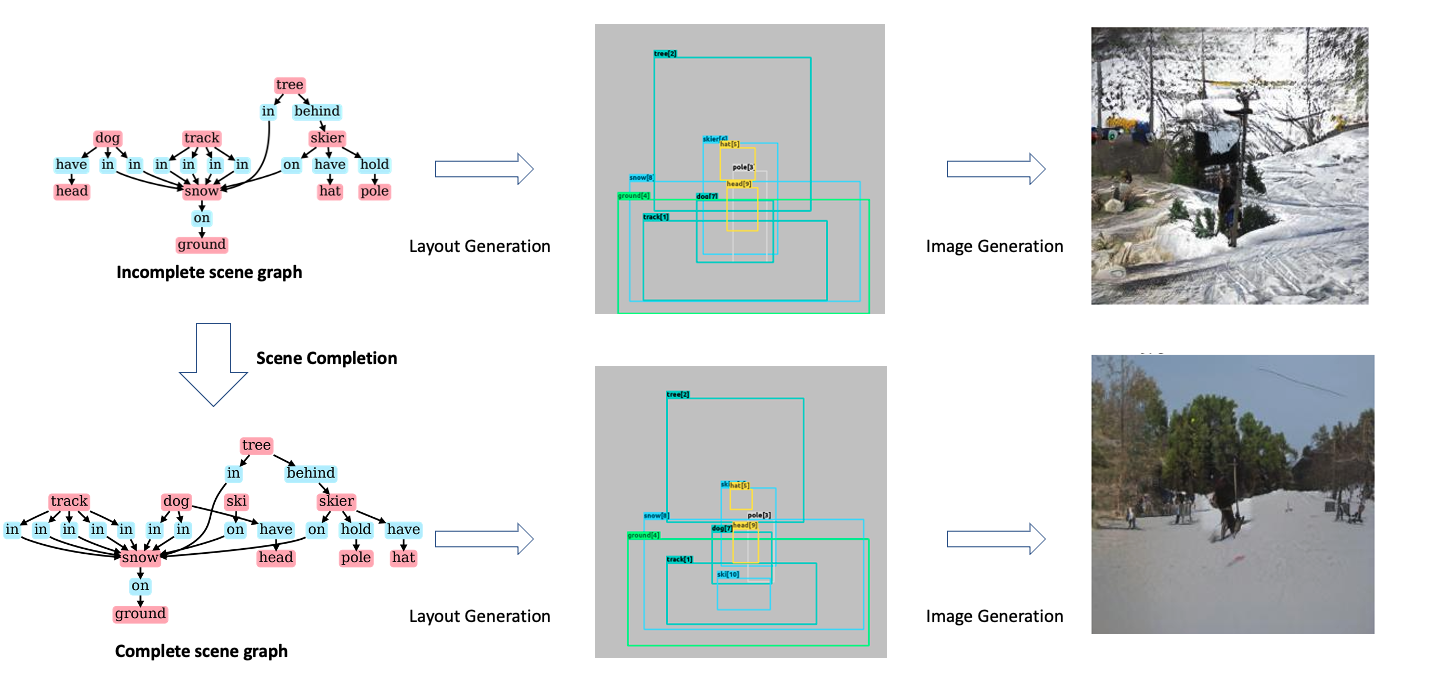 tree
in behind
dog track skier
have in in in in in in on have hold
head snow hat pole
on
ground
Incomplete scene graph
Layout Generation
tree[2]
hat[5]
pole[3
snow[8]
head[9]
ground[4]
dog[7]
track[1]
Image Generation
Scene Completion
tree
in behind
track dog ski skier
in in in in in in in on have on hold have
snow head pole hat
on
ground
Complete scene graph
Layout Generation
tree[2]
hat[5]
snow[8]
pole[3]
head[9]
dog[7]
ground[4]
track[1]
ski[10]
Image Generation